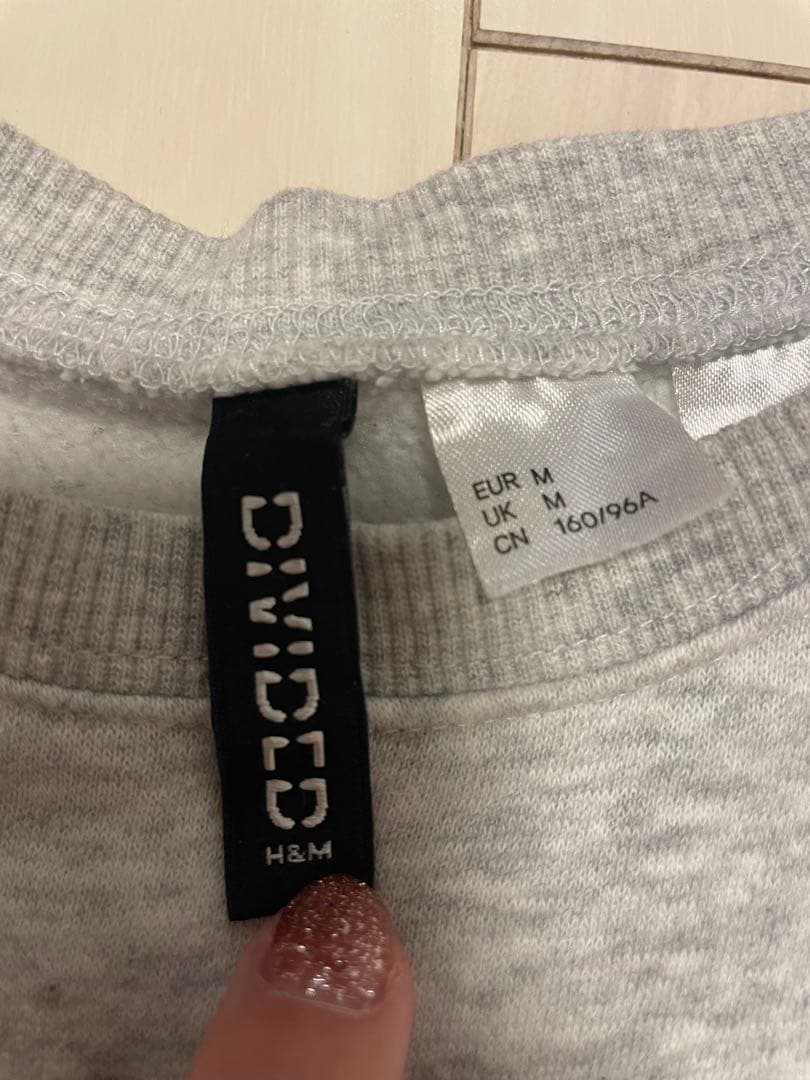 DIVIDED
H&M
EUR M
UK M
CN 160/96A